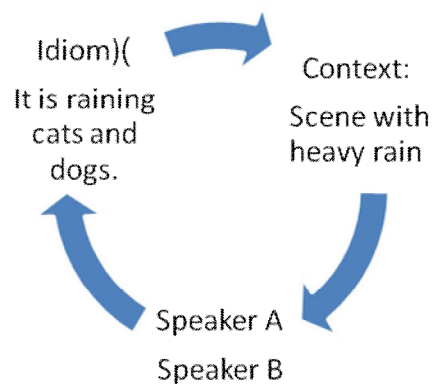 Idiom)(
It is raining
cats and
dogs.
Context:
Scene with
heavy rain
Speaker A
Speaker B